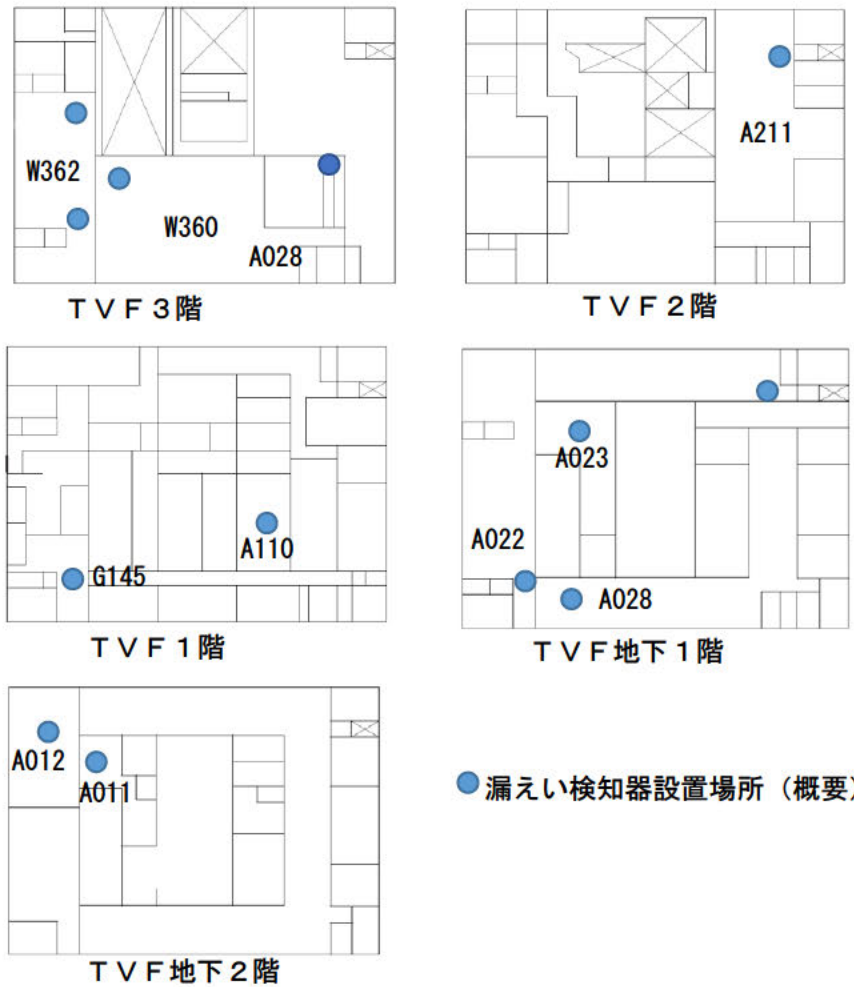 W362
W360
A028
TVF3階
A211
TVF2階
A110
G145
TVF1階
A023
A022
A028
TVF地下1階
A012
A011
TVF地下2階
漏えい検知器設置場所（概要）